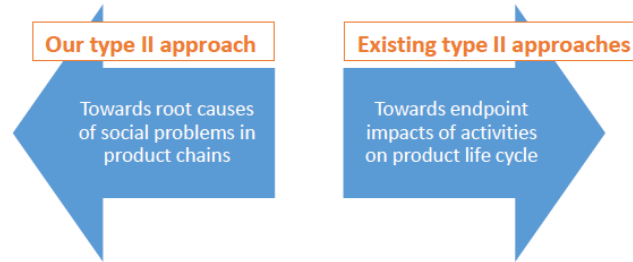 Our type II approach
Towards root causes
of social problems in
product chains
Existing type II approaches
Towards endpoint
impacts of activities
on product life cycle